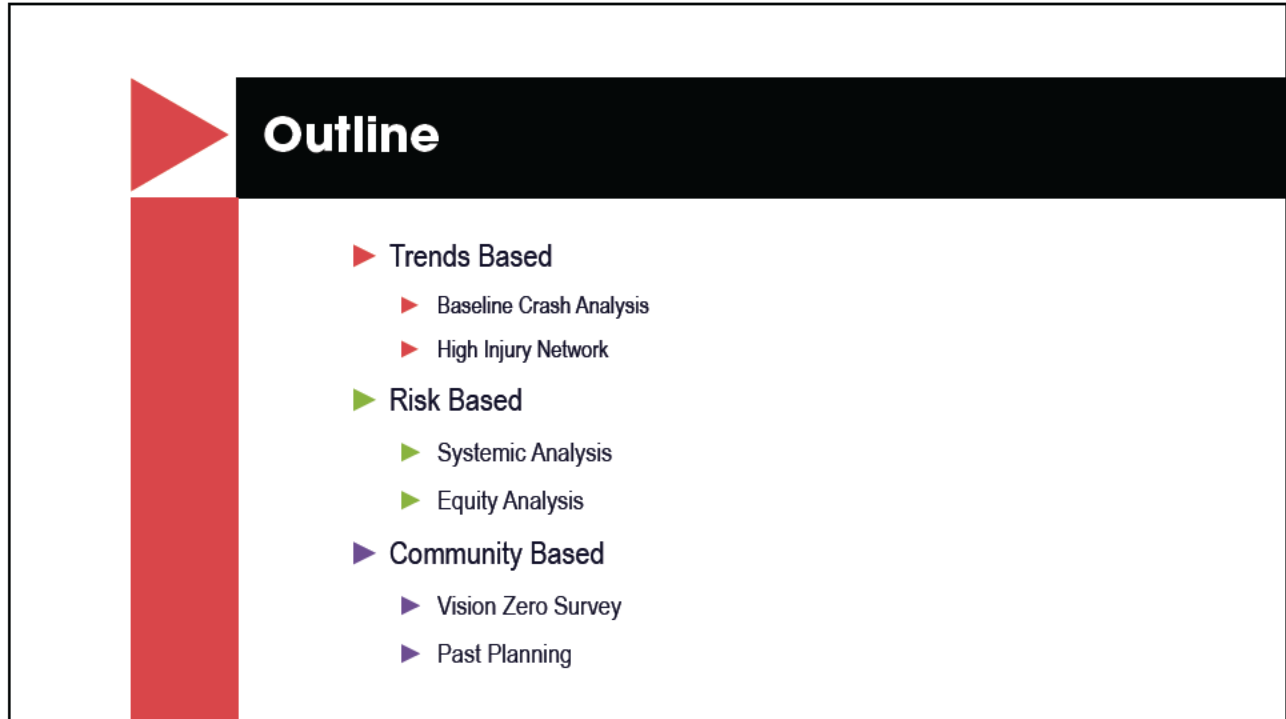 Outline
Trends Based
Baseline Crash Analysis
High Injury Network
Risk Based
Systemic Analysis
Equity Analysis
Community Based
Vision Zero Survey
Past Planning